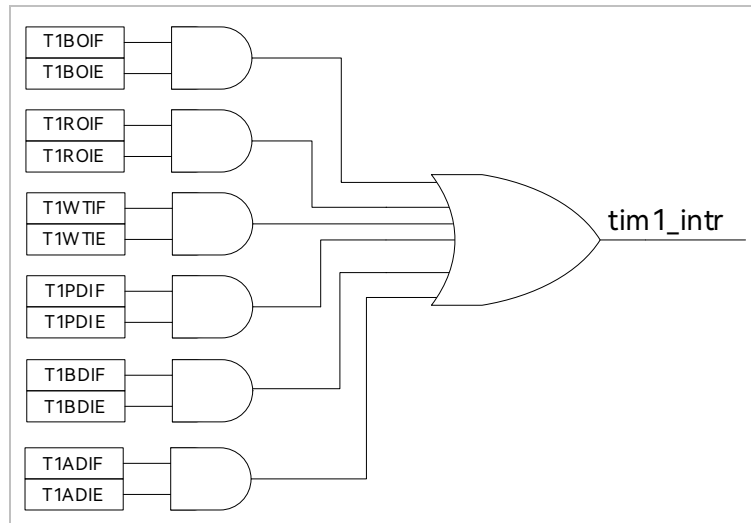 T1BOIF
T1BOIE
T1ROIF
T1ROIE
T1WTIF
T1WTIE
tim1_intr
T1PDIF
T1PDIE
T1BDIF
T1BDIE
T1ADIF
T1ADIE